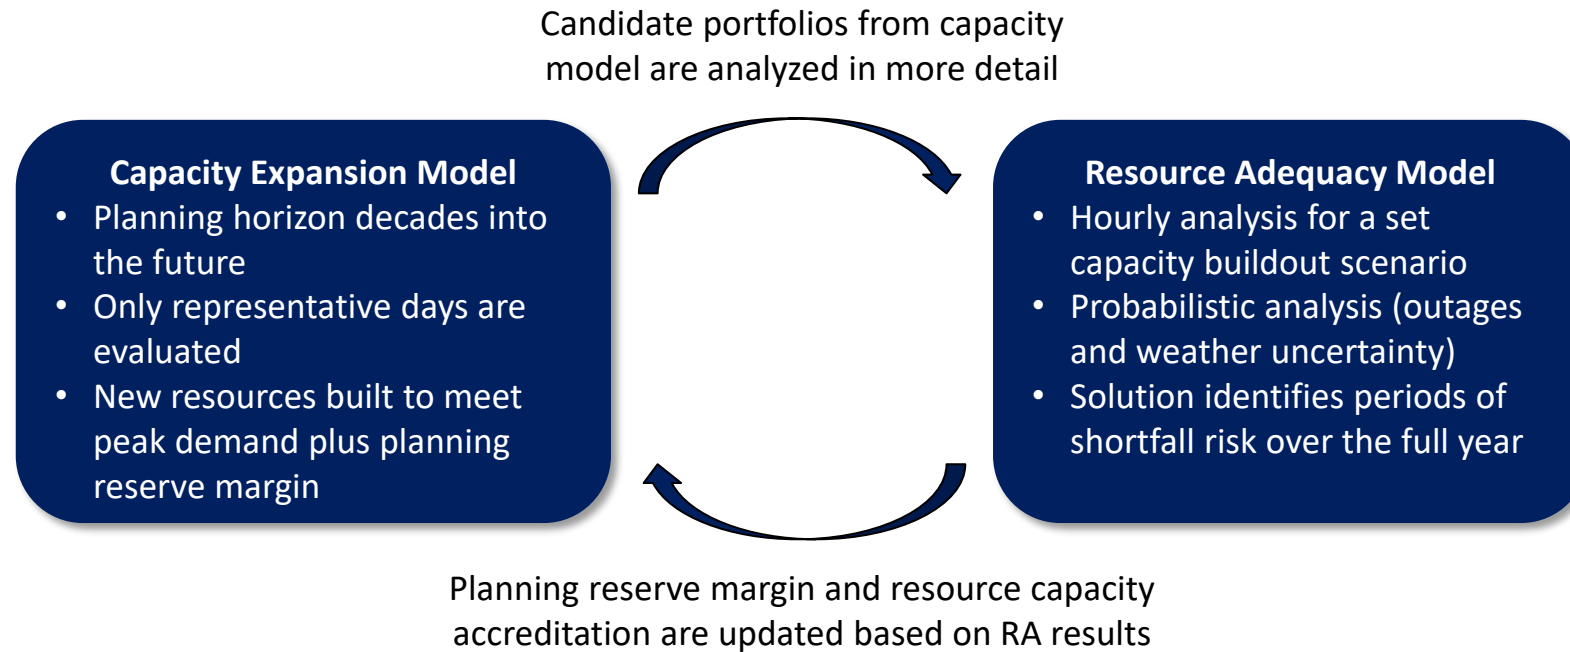 Candidate portfolios from capacity
model are analyzed in more detail
Capacity Expansion Model
• Planning horizon decades into
the future
• Only representative days are
evaluated
• New resources built to meet
peak demand plus planning
reserve margin
Resource Adequacy Model
• Hourly analysis for a set
capacity buildout scenario
• Probabilistic analysis (outages
and weather uncertainty)
• Solution identifies periods of
shortfall risk over the full year
Planning reserve margin and resource capacity
accreditation are updated based on RA results